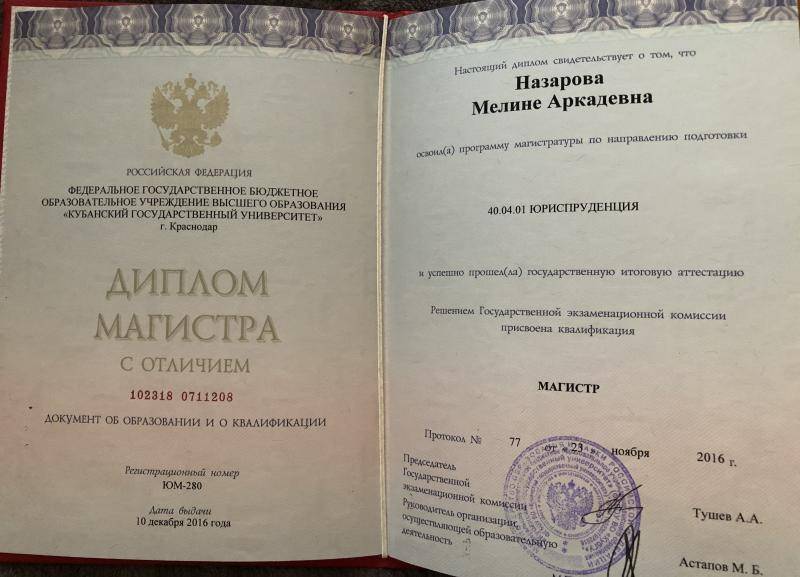 РОССИЙСКАЯ ФЕДЕРАЦИЯ
ФЕДЕРАЛЬНОЕ ГОСУДАРСТВЕННОЕ БЮДЖЕТНОЕ
ОБРАЗОВАТЕЛЬНОЕ УЧРЕЖДЕНИЕ ВЫСШЕГО ОБРАЗОВАНИЯ
«КУБАНСКИЙ ГОСУДАРСТВЕННЫЙ УНИВЕРСИТЕТ»
г. Краснодар
ДИПЛОМ
МАГИСТРА
С ОТЛИЧИЕМ
102318 0711208
ДОКУМЕНТ ОБ ОБРАЗОВАНИИ И О КВАЛИФИКАЦИИ
Регистрационный номер
ЮМ-280
Дата выдачи
10 декабря 2016 года
Настоящий диплом свидетельствует о том, что
Назарова
Мелине Аркадевна
освоил(а) программу магистратуры по направлению подготовки
40.04.01 ЮРИСПРУДЕНЦИЯ
и успешно прошел(ла) государственную итоговую аттестацию
Решением Государственной экзаменационной комиссии
присвоена квалификация
МАГИСТР
Протокол № 77 от « 23 » ноября 2016 г.
Председатель
Государственной
экзаменационной комиссии
Тушев А.А.
Руководитель организации,
осуществляющей образовательную
деятельность
Астапов М. Б.